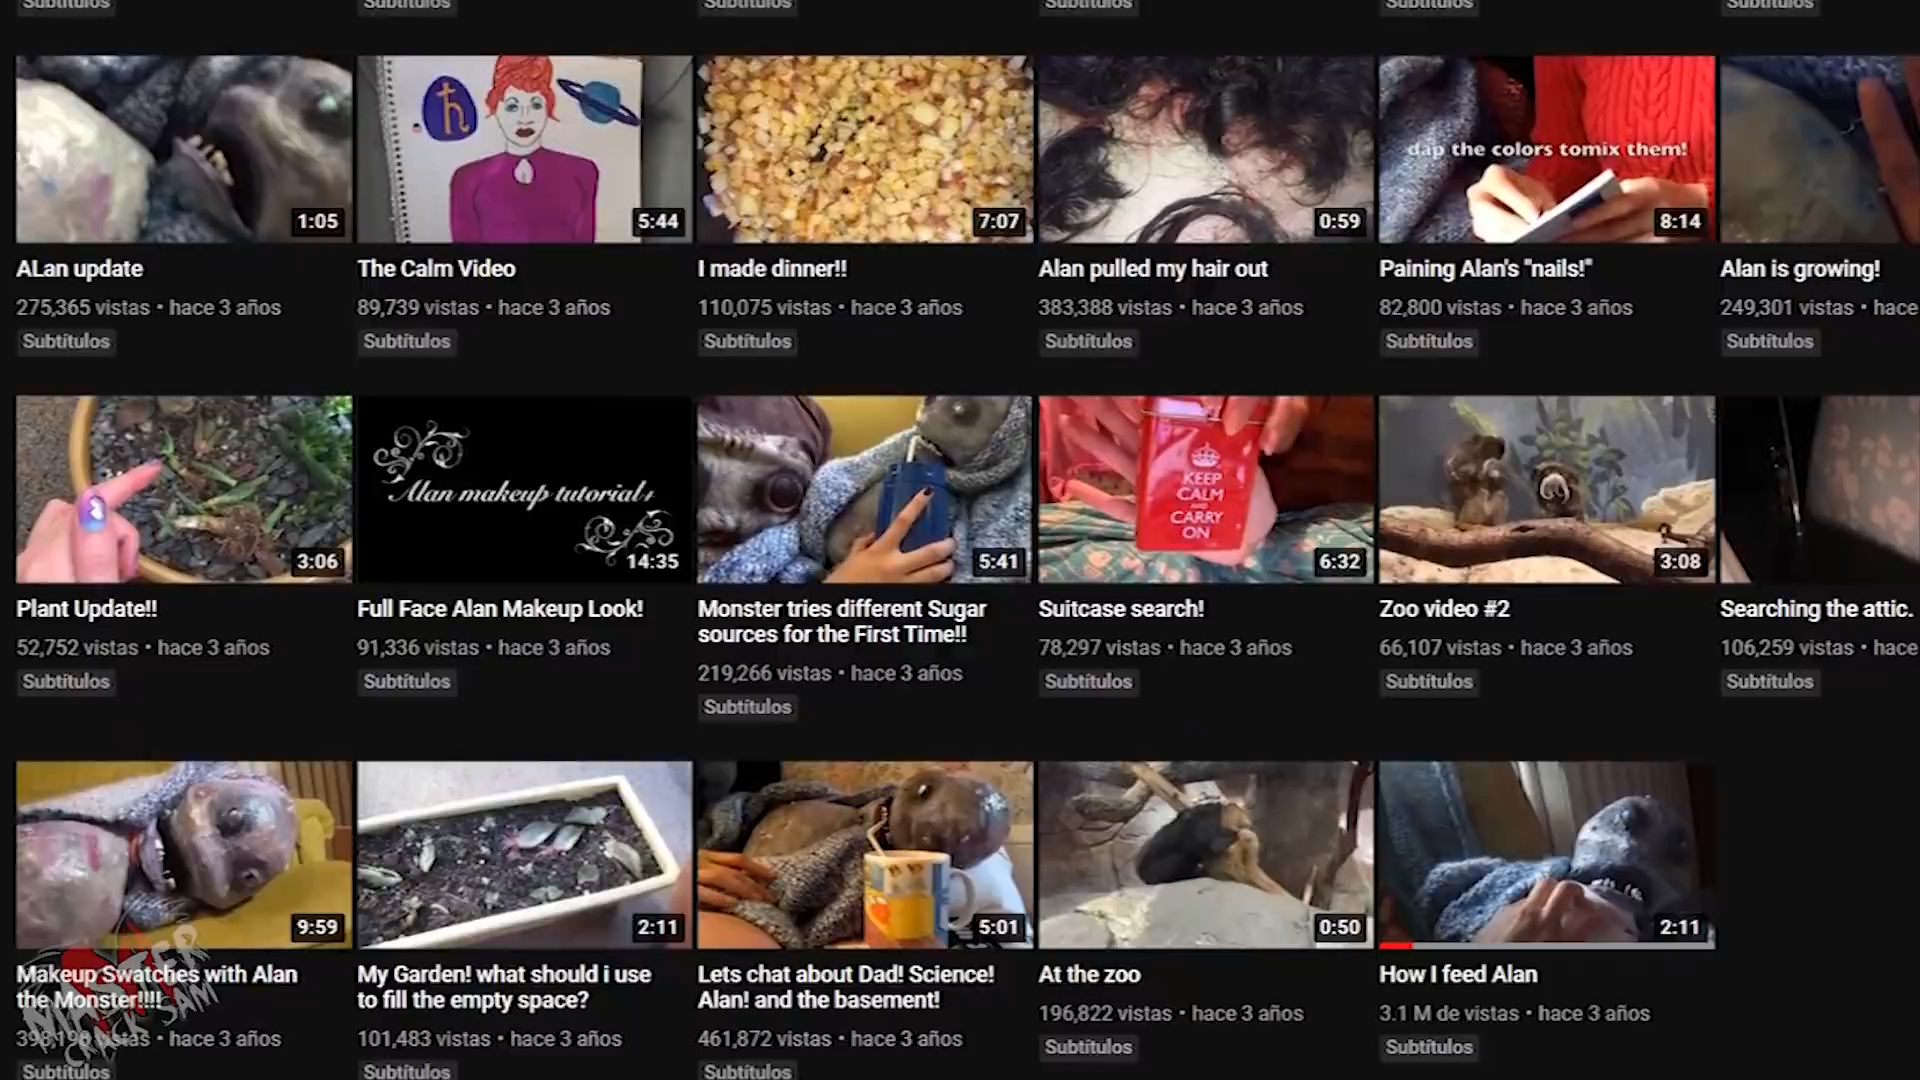 Subtítulos
Subtítulos
Subtítulos
Subtítulos
Subtítulos
Subtítulos
1:05
5:44
7:07
0:59
dap the colors tomix them!
8:14
ALan update
The Calm Video
I made dinner!!
Alan pulled my hair out
Paining Alan's "nails!"
Alan is growing!
275,365 vistas • hace 3 años
89,739 vistas • hace 3 años
110,075 vistas • hace 3 años
383,388 vistas • hace 3 años
82,800 vistas • hace 3 años
249,301 vistas • hace
Subtítulos
Subtítulos
Subtítulos
Subtítulos
Subtítulos
Subtítulos
3:06
Alan makeup tutorial
14:35
5:41
KEEP
CALM
AND
CARRY
ON
6:32
3:08
Plant Update!!
Full Face Alan Makeup Look!
Monster tries different Sugar
sources for the First Time!!
Suitcase search!
Zoo video #2
Searching the attic.
52,752 vistas • hace 3 años
91,336 vistas • hace 3 años
219,266 vistas • hace 3 años
78,297 vistas • hace 3 años
66,107 vistas • hace 3 años
106,259 vistas • hace
Subtítulos
Subtítulos
Subtítulos
Subtítulos
Subtítulos
Subtítulos
9:59
2:11
5:01
0:50
2:11
Makeup Swatches with Alan
the Monster!!!!
My Garden! what should i use
to fill the empty space?
Lets chat about Dad! Science!
Alan! and the basement!
At the zoo
How I feed Alan
vistas • hace 3 años
101,483 vistas • hace 3 años
461,872 vistas • hace 3 años
196,822 vistas • hace 3 años
3.1 M de vistas • hace 3 años
Subtítulos
Subtítulos
Subtítulos
Subtítulos
Subtítulos
MASTER
CRACK SAM